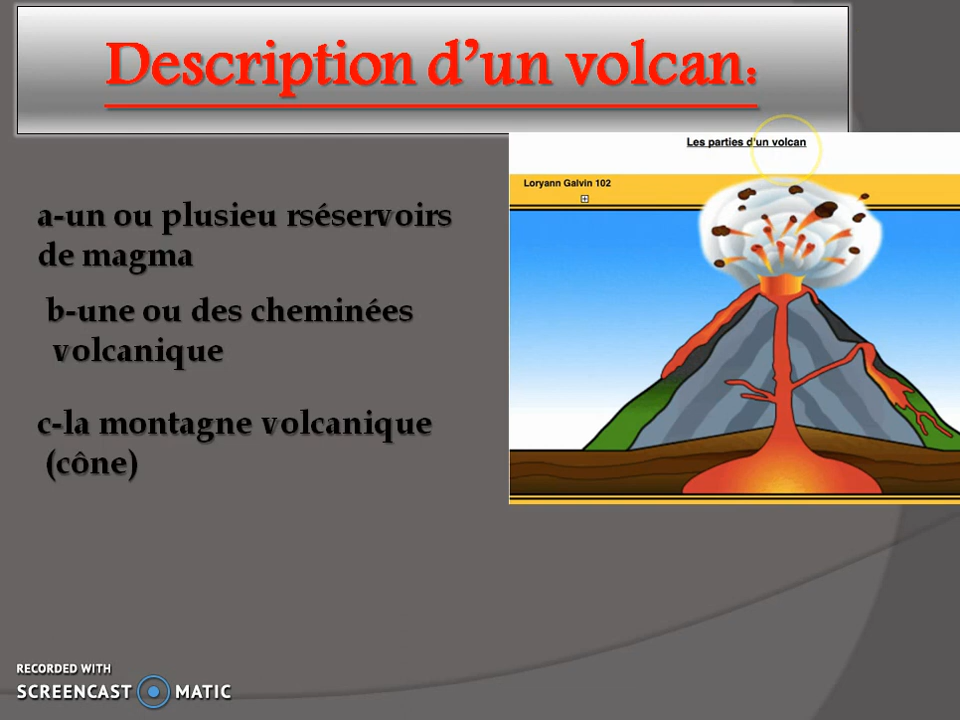 Description d'un volcan:
Les parties d'un volcan
Loryann Galvin 102
a-un ou plusieu rséservoirs
de magma
b-une ou des cheminées
volcanique
c-la montagne volcanique
(cône)
RECORDED WITH
SCREENCAST MATIC